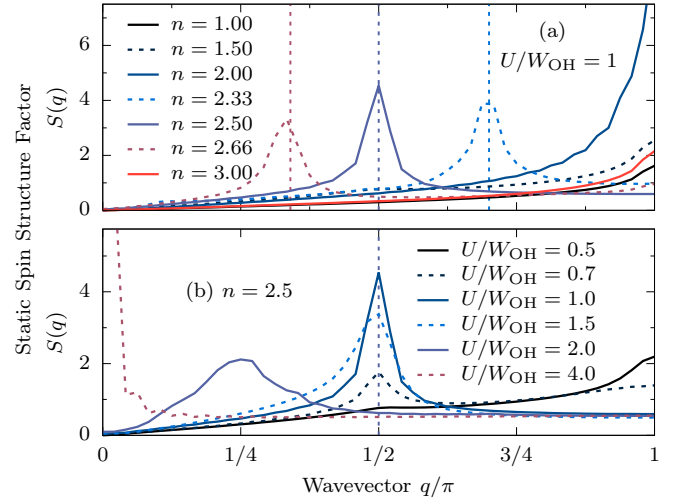 Static Spin Structure Factor
S(q)
6
4
2
0
n = 1.00
n = 1.50
n = 2.00
n = 2.33
n = 2.50
n = 2.66
n = 3.00
(a)
U/W_OH = 1
S(q)
4
2
0
(b) n = 2.5
U/W_OH = 0.5
U/W_OH = 0.7
U/W_OH = 1.0
U/W_OH = 1.5
U/W_OH = 2.0
U/W_OH = 4.0
0 1/4 1/2 3/4 1
Wavevector q/π